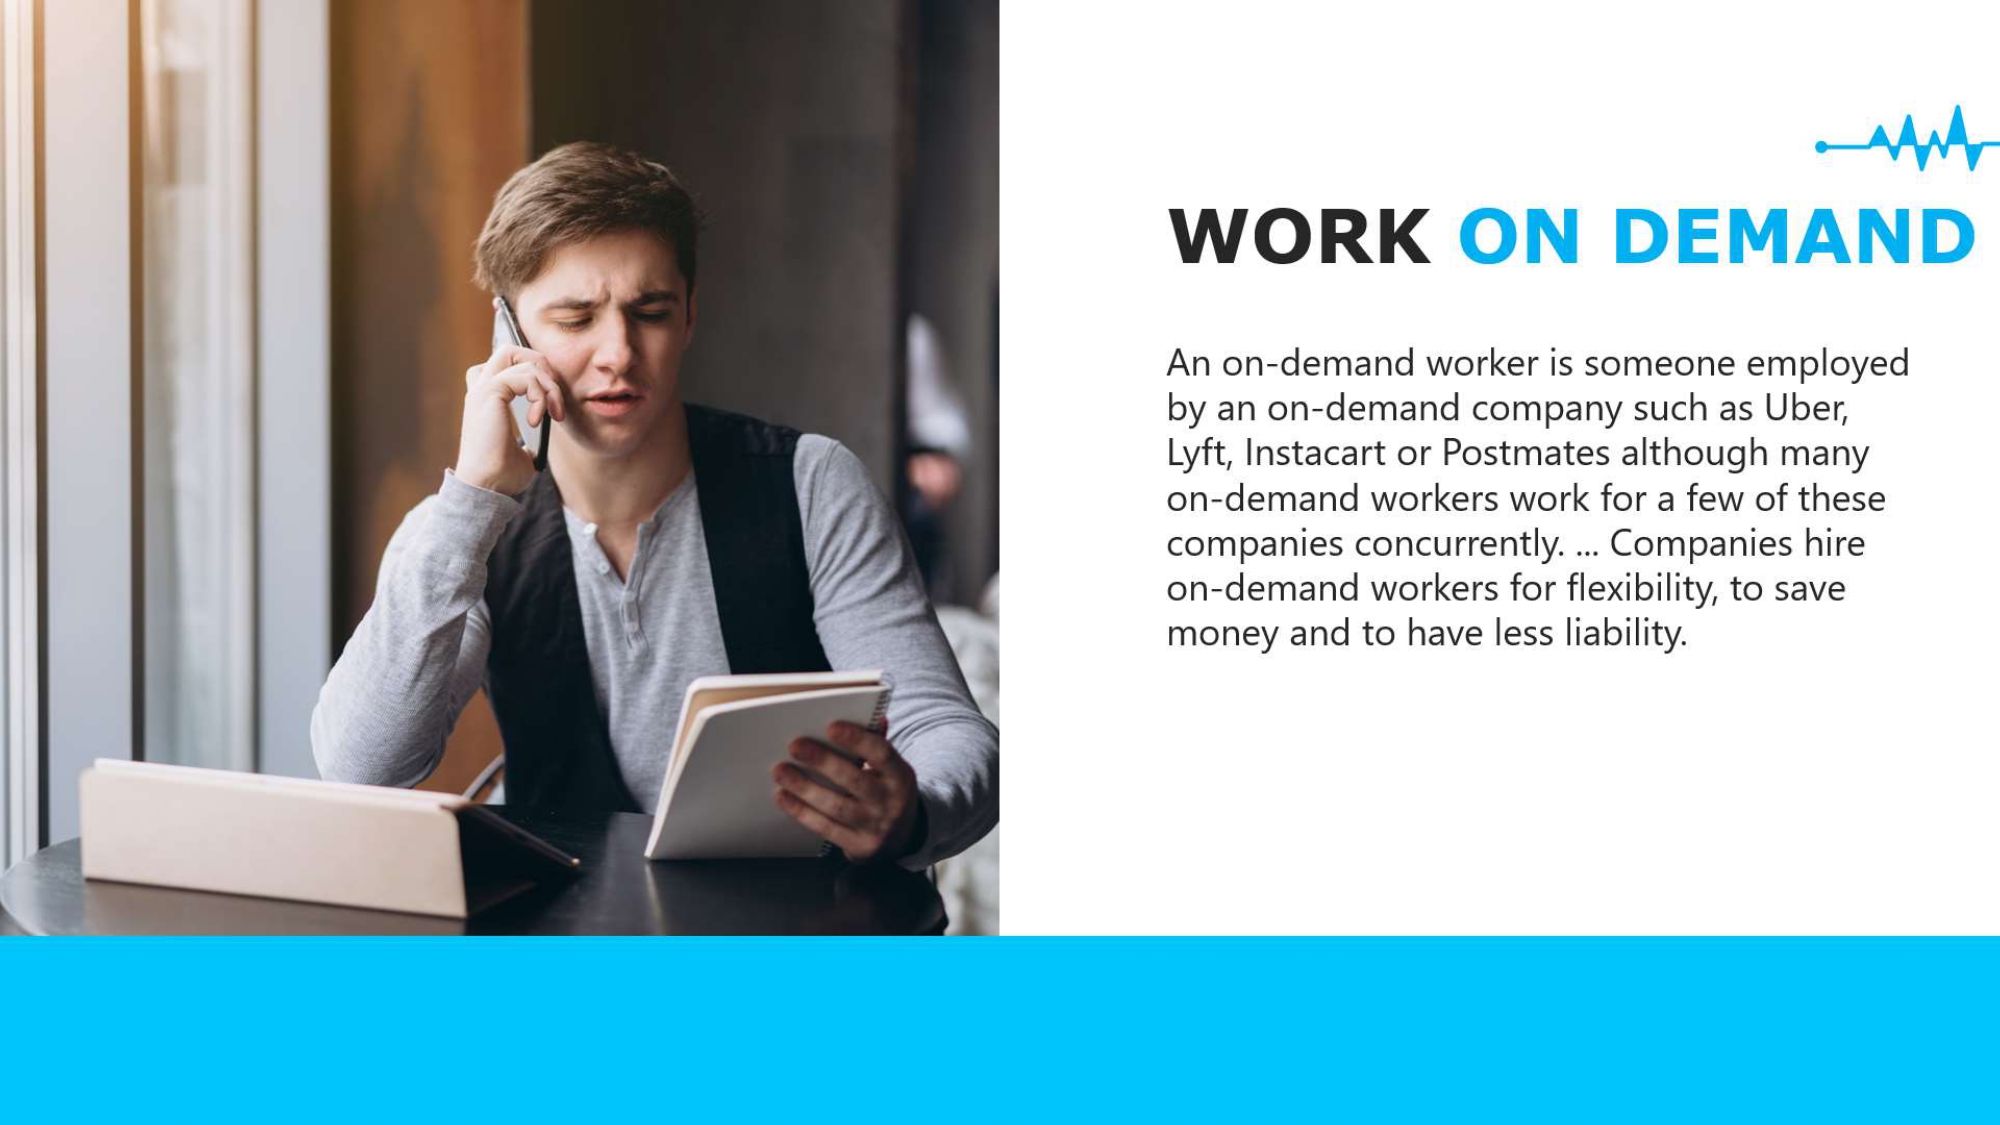 WORK ON DEMAND
An on-demand worker is someone employed
by an on-demand company such as Uber,
Lyft, Instacart or Postmates although many
on-demand workers work for a few of these
companies concurrently. ... Companies hire
on-demand workers for flexibility, to save
money and to have less liability.